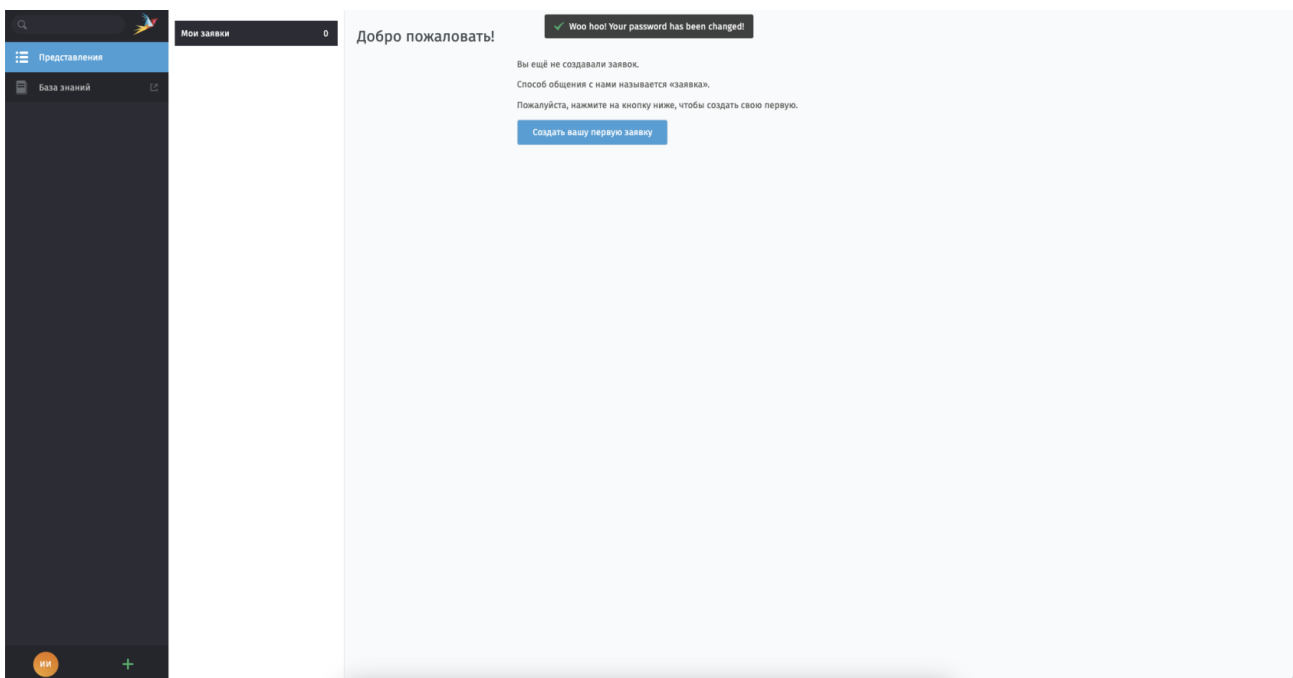 Представления
База знаний
Мои заявки 0
Добро пожаловать!
Woo hoo! Your password has been changed!
Вы ещё не создавали заявок.
Способ общения с нами называется «заявка».
Пожалуйста, нажмите на кнопку ниже, чтобы создать свою первую.
Создать вашу первую заявку
ИИ